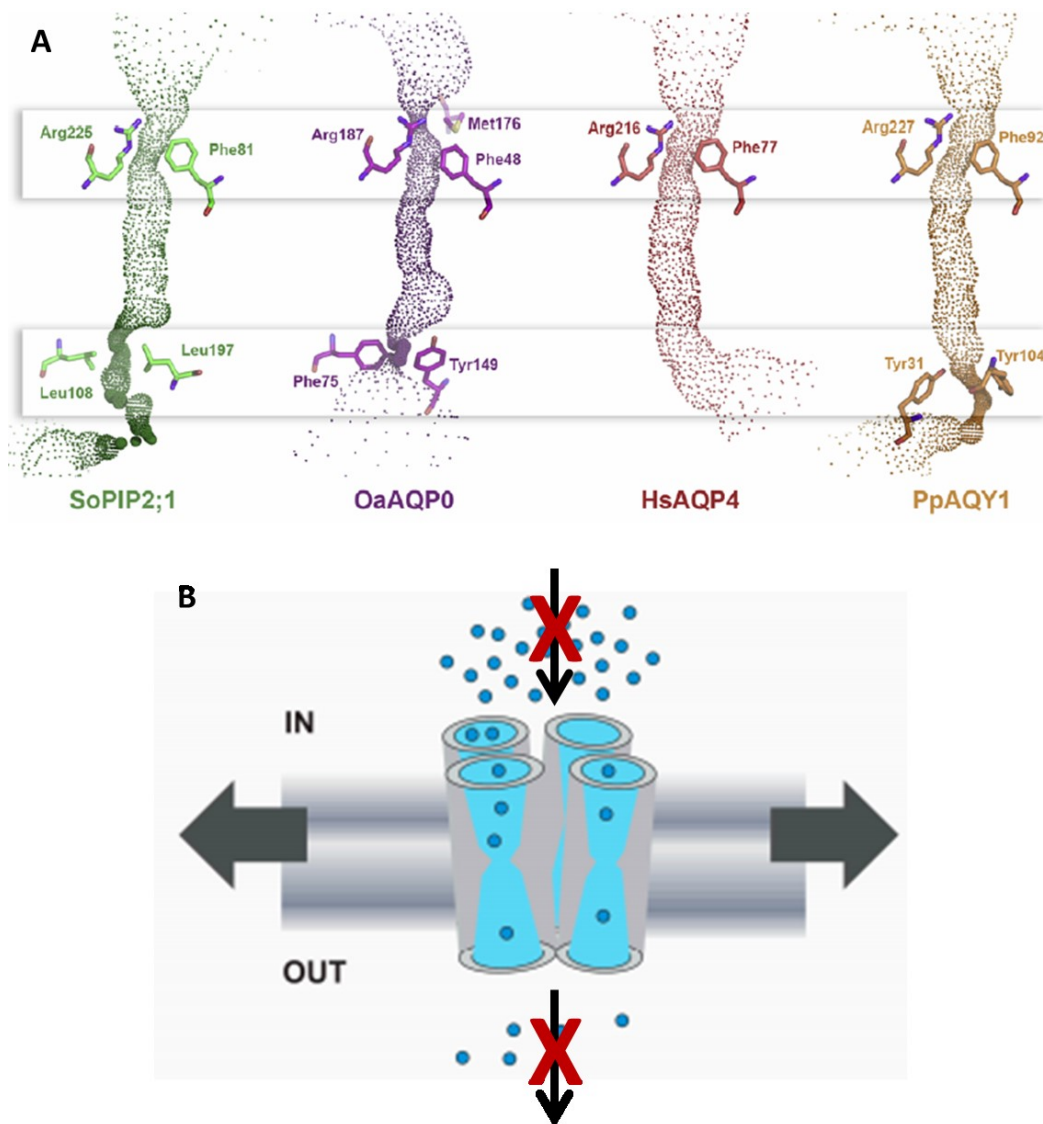 A
Arg225
Phe81
Leu197
Leu108
SoPIP2;1
Arg187
Met176
Phe48
Phe75
Tyr149
OaAQP0
Arg216
Phe77
HsAQP4
Arg227
Phe92
Tyr31
Tyr104
PpAQY1
B
X
IN
OUT
X